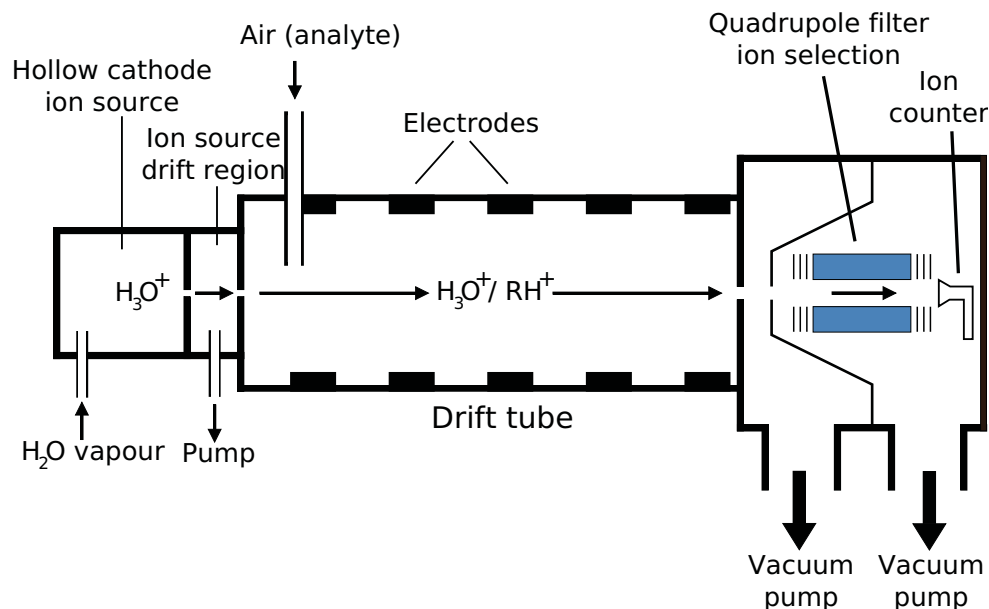 Air (analyte)
Quadrupole filter
ion selection
Hollow cathode
ion source
Ion
counter
Ion source
drift region
Electrodes
H₃O⁺
H₃O⁺/ RH⁺
Drift tube
H₂O vapour
Pump
Vacuum
pump
Vacuum
pump